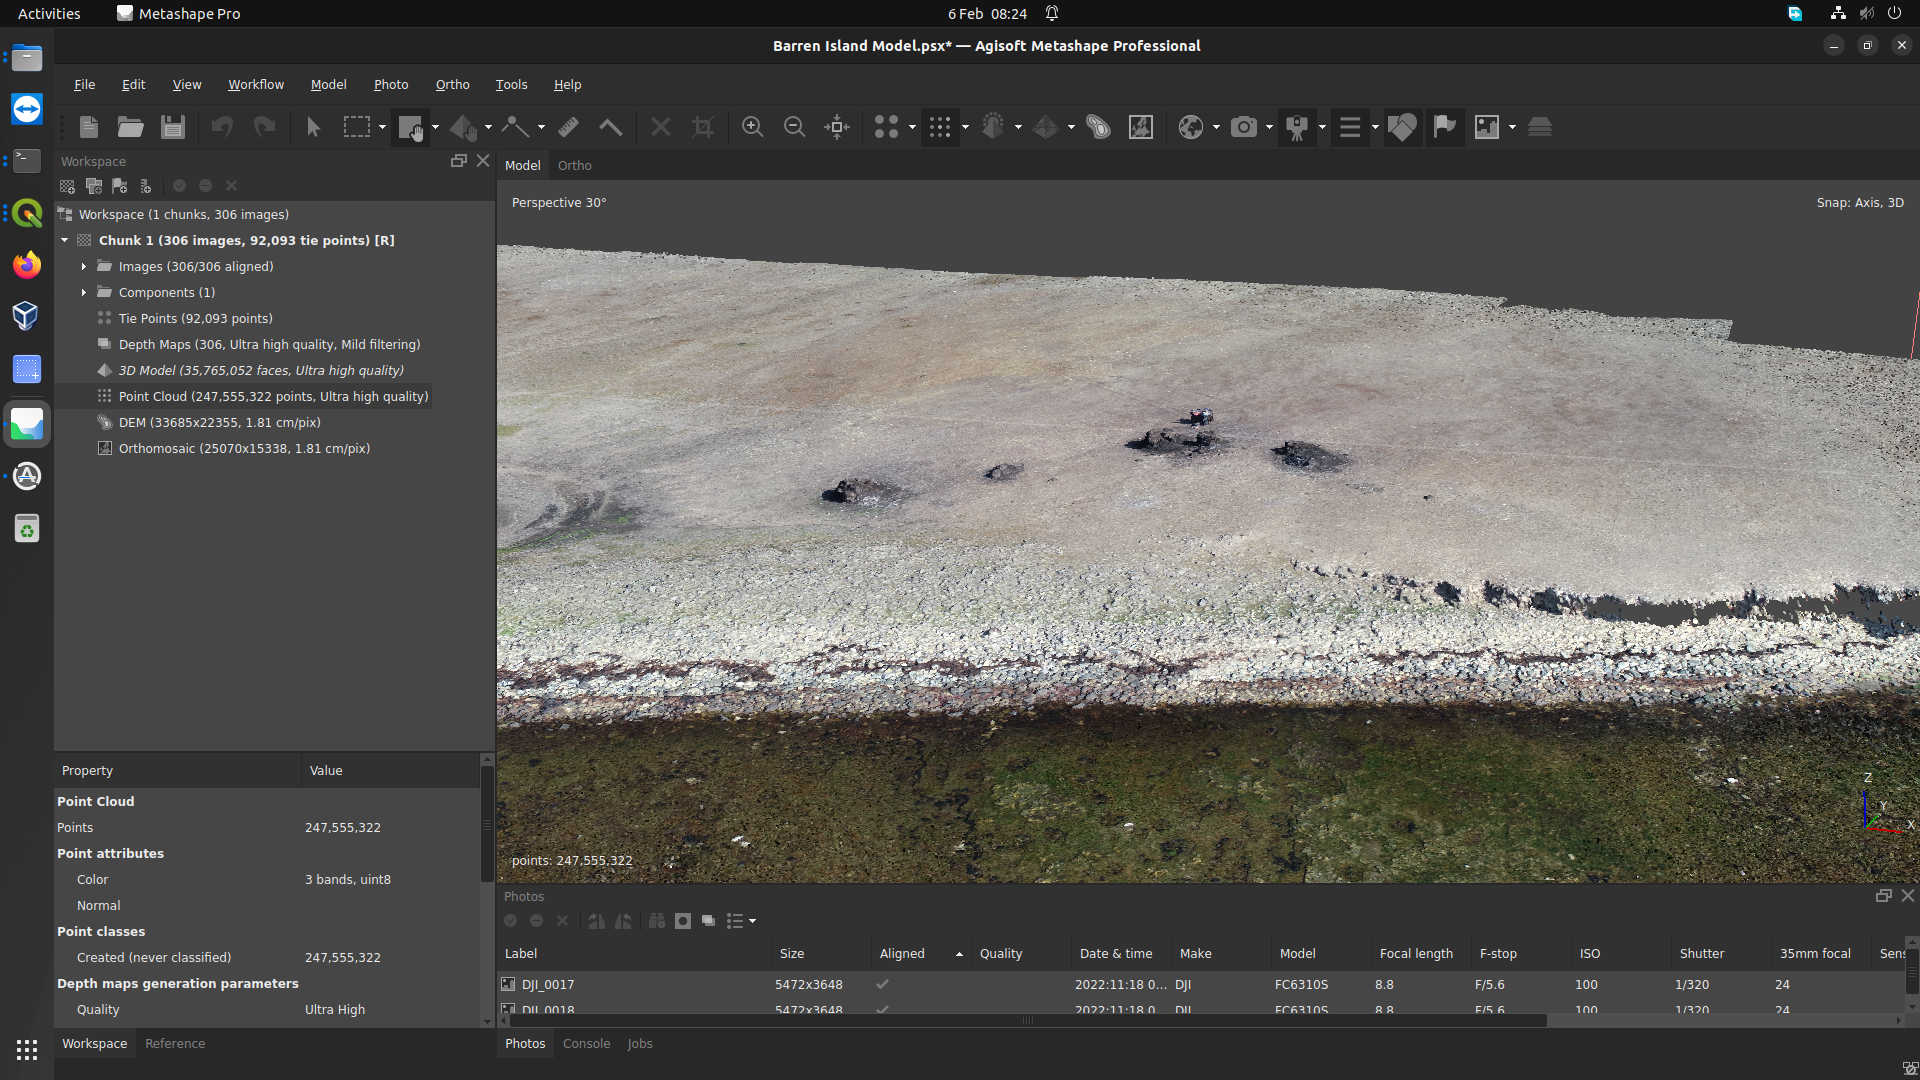 Activities Metashape Pro 6 Feb 08:24
Barren Island Model.psx* — Agisoft Metashape Professional
File Edit View Workflow Model Photo Ortho Tools Help
Workspace
Model Ortho
Perspective 30° Snap: Axis, 3D
Workspace (1 chunks, 306 images)
Chunk 1 (306 images, 92,093 tie points) [R]
Images (306/306 aligned)
Components (1)
Tie Points (92,093 points)
Depth Maps (306, Ultra high quality, Mild filtering)
3D Model (35,765,052 faces, Ultra high quality)
Point Cloud (247,555,322 points, Ultra high quality)
DEM (33685x22355, 1.81 cm/pix)
Orthomosaic (25070x15338, 1.81 cm/pix)
Property Value
Point Cloud
Points 247,555,322
Point attributes
Color 3 bands, uint8
Normal
Point classes
Created (never classified) 247,555,322
Depth maps generation parameters
Quality Ultra High
Workspace Reference
Z
Y
X
points: 247,555,322
Photos
Label Size Aligned Quality Date & time Make Model Focal length F-stop ISO Shutter 35mm focal Sens
DJI_0017 5472x3648 2022:11:18 0... DJI FC6310S 8.8 F/5.6 100 1/320 24
DJI_0018 5472x3648 2022:11:18 0... DJI FC6310S 8.8 F/5.6 100 1/320 24
Photos Console Jobs